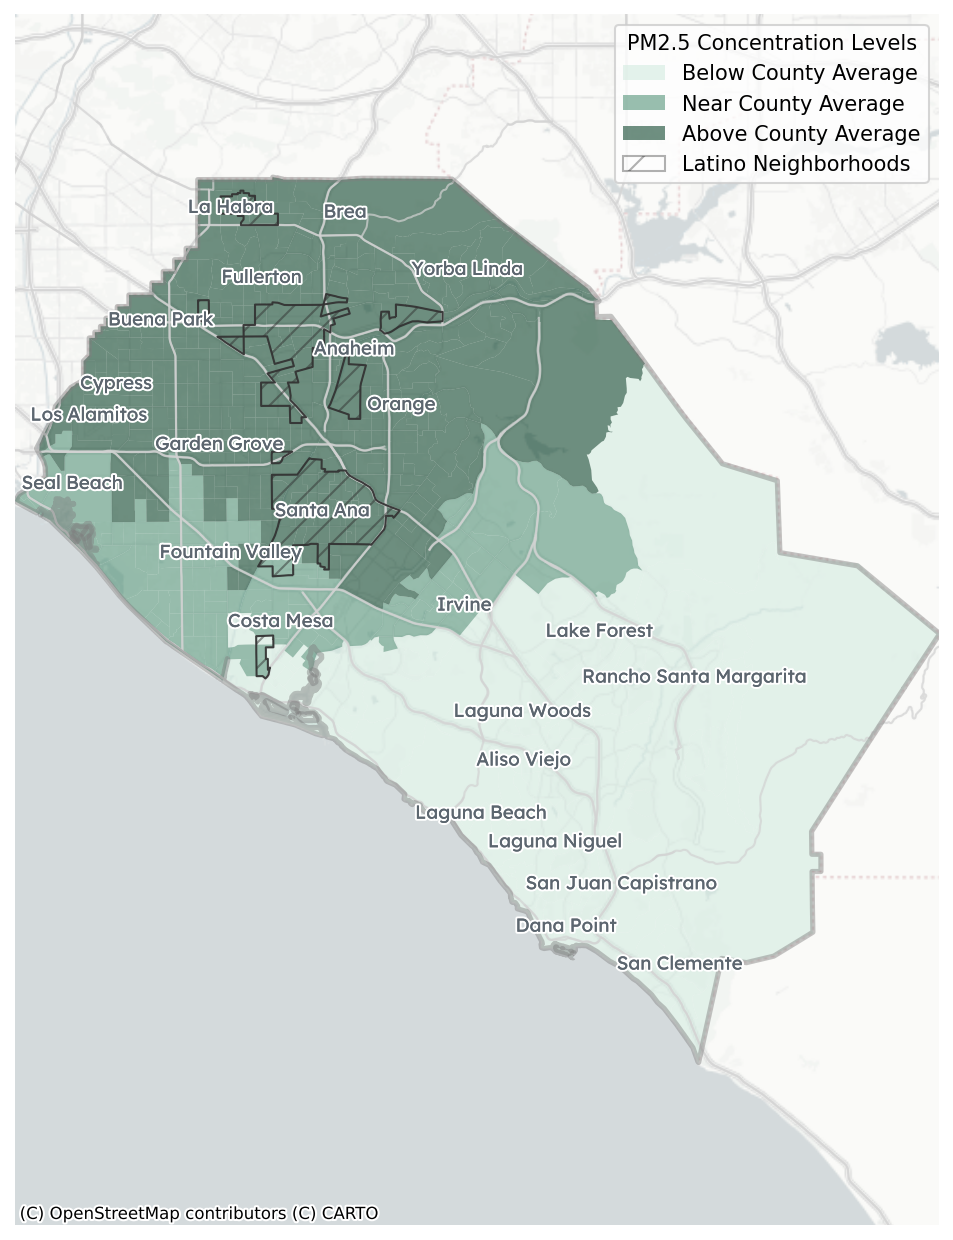 PM2.5 Concentration Levels
Below County Average
Near County Average
Above County Average
Latino Neighborhoods
La Habra
Brea
Yorba Linda
Fullerton
Buena Park
Anaheim
Cypress
Orange
Los Alamitos
Garden Grove
Seal Beach
Santa Ana
Fountain Valley
Irvine
Costa Mesa
Lake Forest
Rancho Santa Margarita
Laguna Woods
Aliso Viejo
Laguna Beach
Laguna Niguel
San Juan Capistrano
Dana Point
San Clemente
(C) OpenStreetMap contributors (C) CARTO